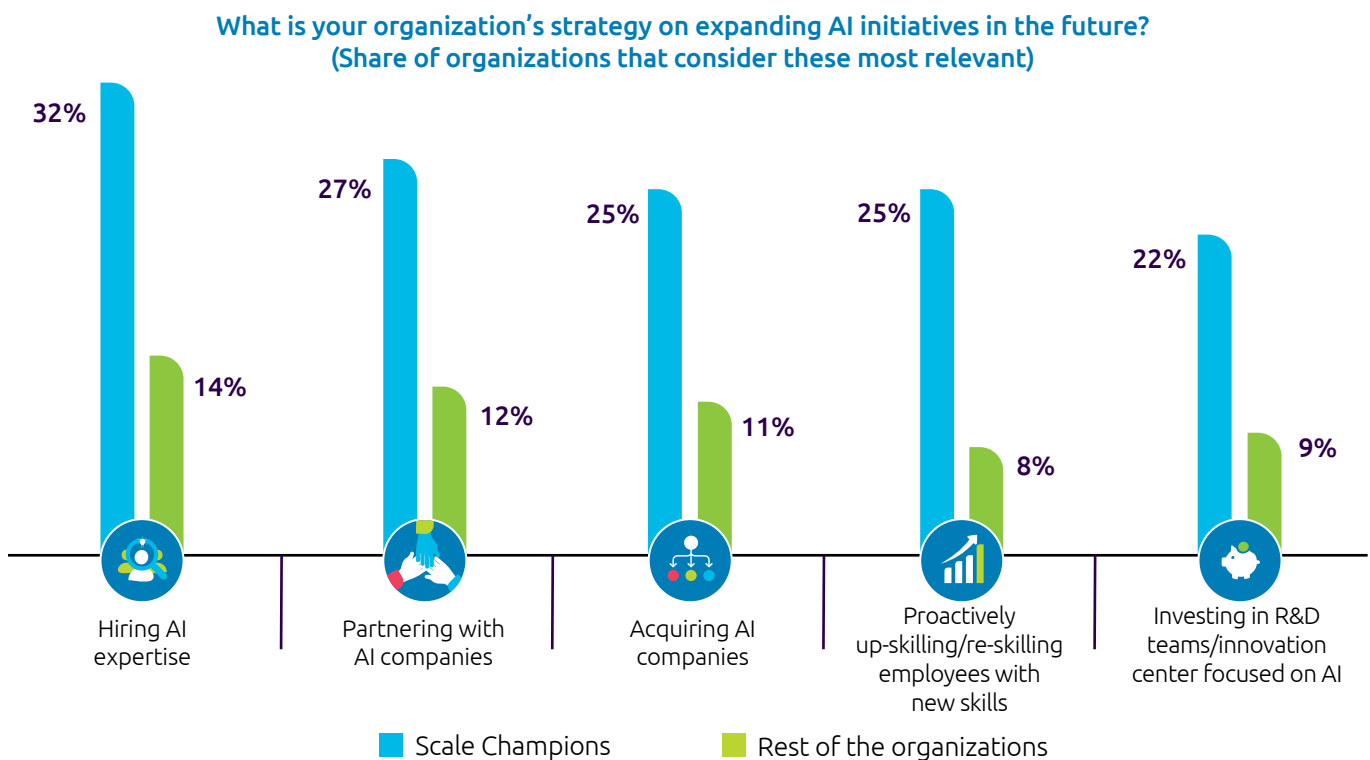 What is your organization’s strategy on expanding AI initiatives in the future?
(Share of organizations that consider these most relevant)
32%
14%
27%
12%
25%
11%
25%
8%
22%
9%
Hiring AI
expertise
Partnering with
AI companies
Acquiring AI
companies
Proactively
up-skilling/re-skilling
employees with
new skills
Investing in R&D
teams/innovation
center focused on AI
Scale Champions
Rest of the organizations